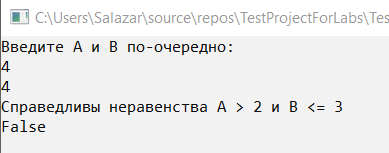 C:\Users\Salazar\source\repos\TestProjectForLabs\Tes
Введите А и В по-очередно:
4
4
Справедливы неравенства А > 2 и В <= 3
False